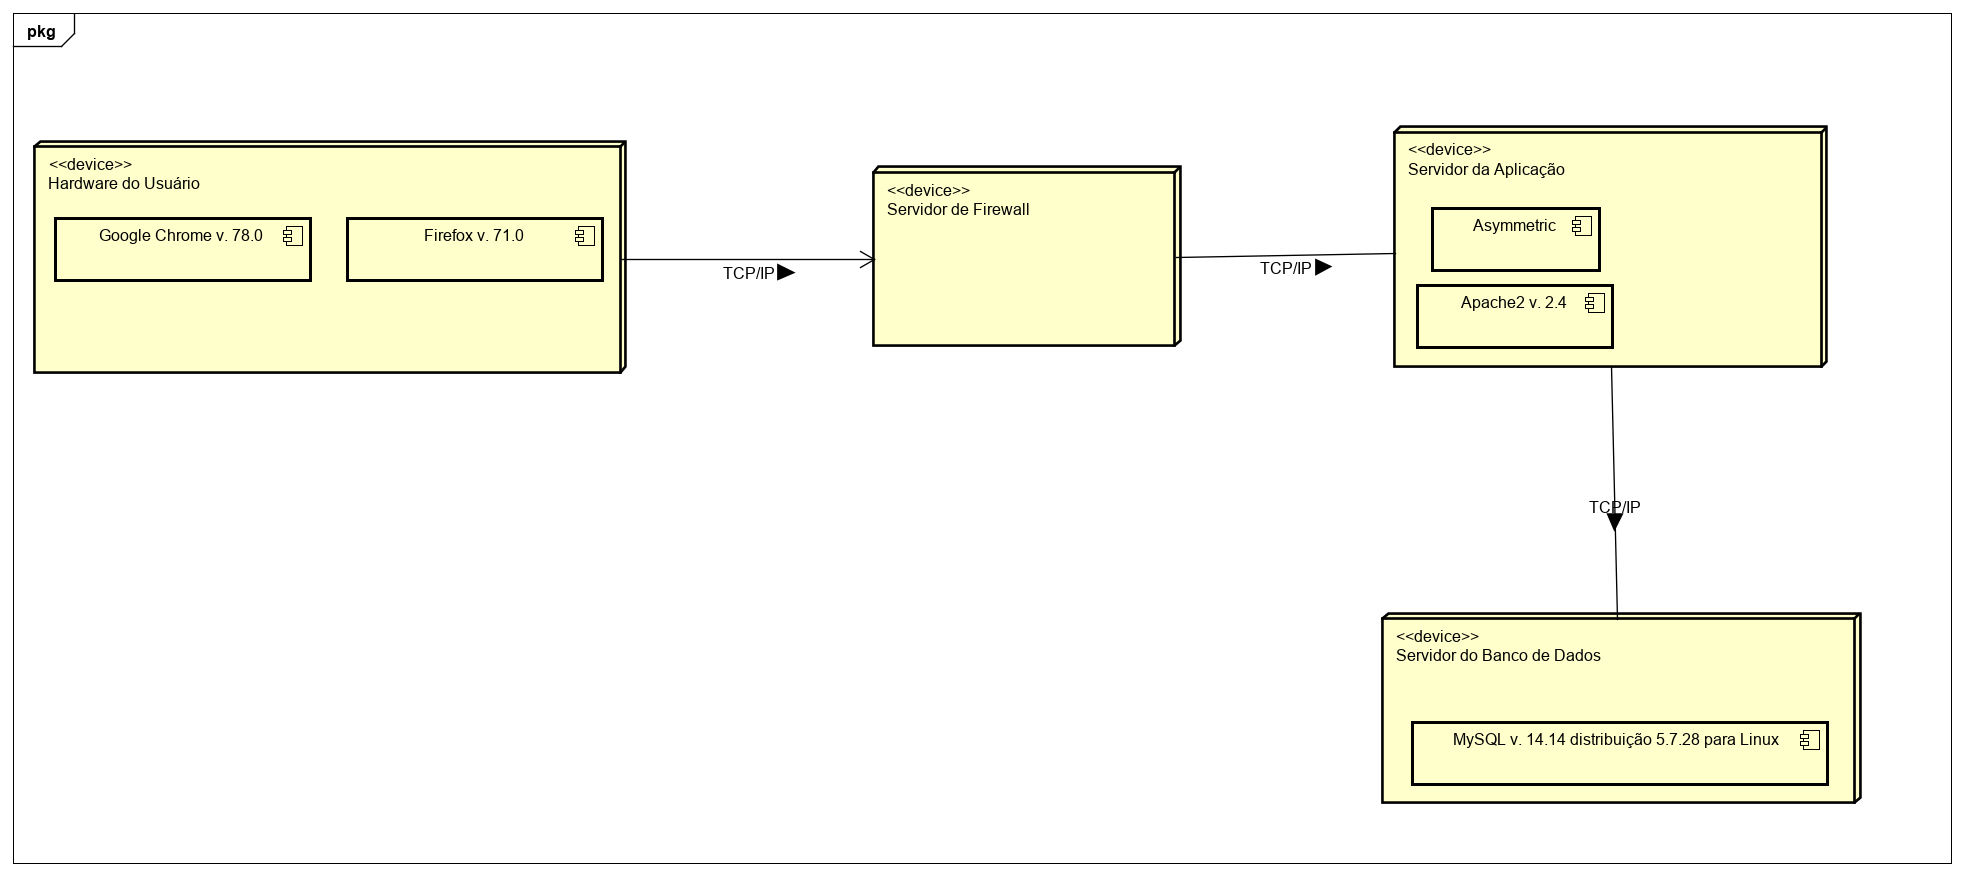 pkg
<<device>>
Hardware do Usuário
Google Chrome v. 78.0
Firefox v. 71.0
TCP/IP
<<device>>
Servidor de Firewall
TCP/IP
<<device>>
Servidor da Aplicação
Asymmetric
Apache2 v. 2.4
TCP/IP
<<device>>
Servidor do Banco de Dados
MySQL v. 14.14 distribuição 5.7.28 para Linux